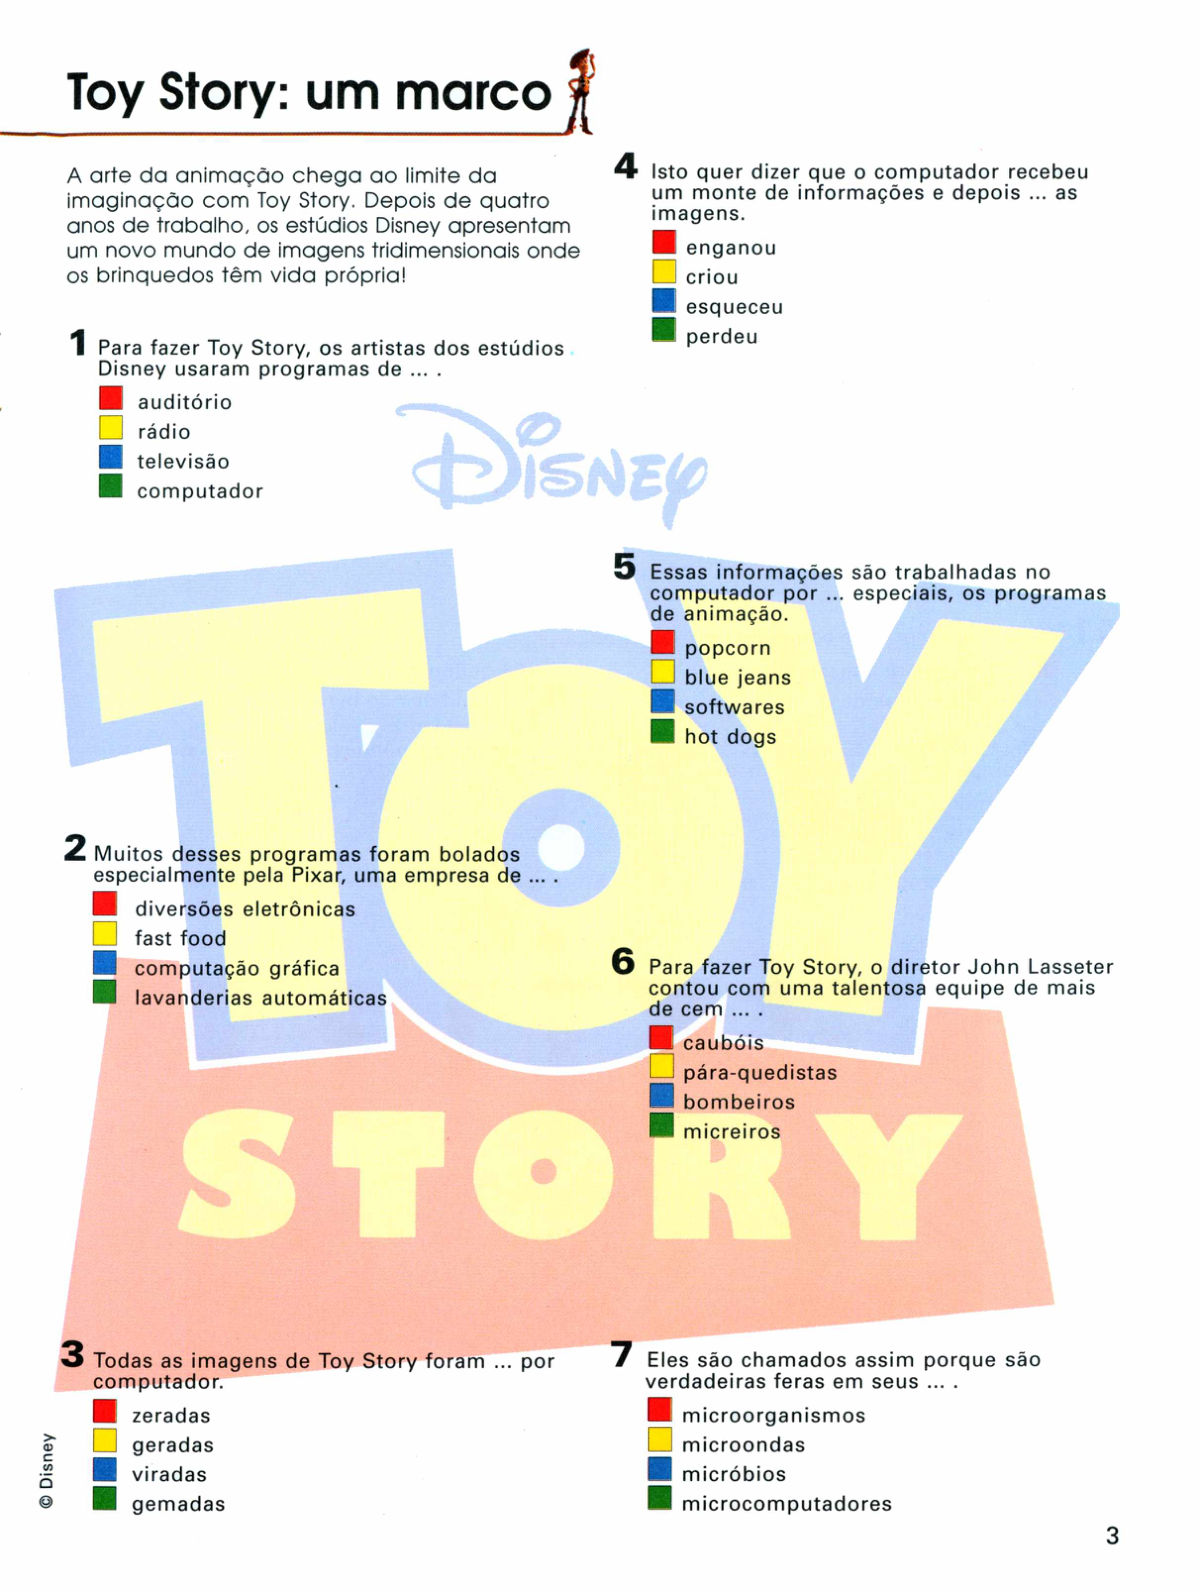 Toy Story: um marco
A arte da animação chega ao limite da
imaginação com Toy Story. Depois de quatro
anos de trabalho, os estúdios Disney apresentam
um novo mundo de imagens tridimensionais onde
os brinquedos têm vida própria!
1 Para fazer Toy Story, os artistas dos estúdios
Disney usaram programas de ... .
auditório
rádio
televisão
computador
2 Muitos desses programas foram bolados
especialmente pela Pixar, uma empresa de ... .
diversões eletrônicas
fast food
computação gráfica
lavanderias automáticas
3 Todas as imagens de Toy Story foram ... por
computador.
zeradas
geradas
viradas
gemadas
4 Isto quer dizer que o computador recebeu
um monte de informações e depois ... as
imagens.
enganou
criou
esqueceu
perdeu
5 Essas informações são trabalhadas no
computador por ... especiais, os programas
de animação.
popcorn
blue jeans
softwares
hot dogs
6 Para fazer Toy Story, o diretor John Lasseter
contou com uma talentosa equipe de mais
de cem ... .
caubóis
pára-quedistas
bombeiros
micreiros
7 Eles são chamados assim porque são
verdadeiras feras em seus ... .
microorganismos
microondas
micróbios
microcomputadores
DISNEY
TOY
STORY
© Disney
3